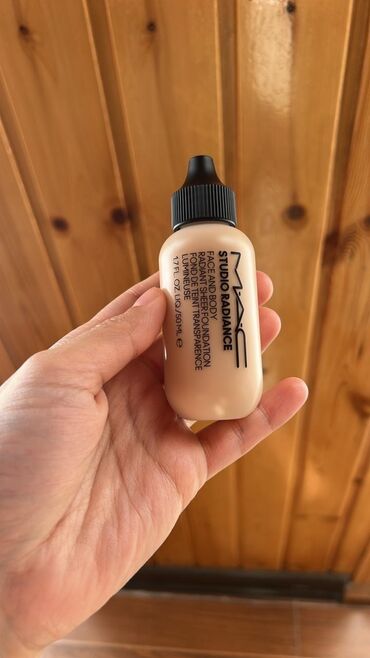 M·A·C
STUDIO RADIANCE
FACE AND BODY
RADIANT SHEER FOUNDATION
FOND DE TEINT TRANSPARENCE
LUMINEUSE
1.7 FL. OZ. LIQ./50 ML ℮